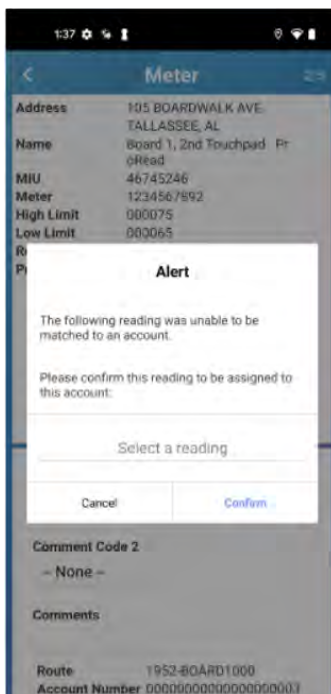 1:37
Meter
Address 105 BOARDWALK AVE
TALLASSEE, AL
Name Board 1, 2nd Touchpad Pr
oRead
MIU 46745246
Meter 1234567892
High Limit 000075
Low Limit 000065
R
P
Alert
The following reading was unable to be
matched to an account.
Please confirm this reading to be assigned to
this account:
Select a reading
Cancel
Confirm
Comment Code 2
-- None --
Comments
Route 1952-BOARD1000